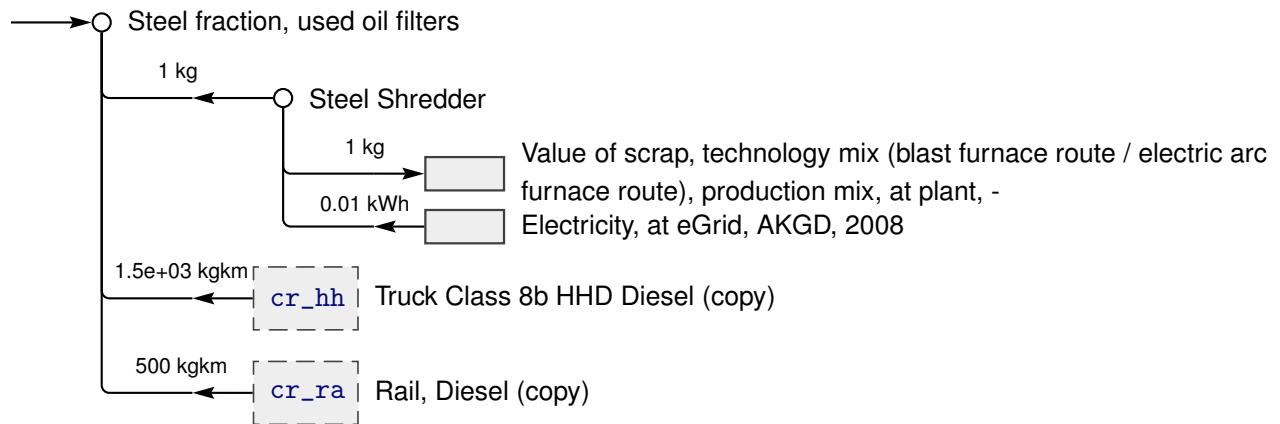 Steel fraction, used oil filters
1 kg
Steel Shredder
1 kg
Value of scrap, technology mix (blast furnace route / electric arc
furnace route), production mix, at plant, -
0.01 kWh
Electricity, at eGrid, AKGD, 2008
1.5e+03 kgkm
cr_hh
Truck Class 8b HHD Diesel (copy)
500 kgkm
cr_ra
Rail, Diesel (copy)